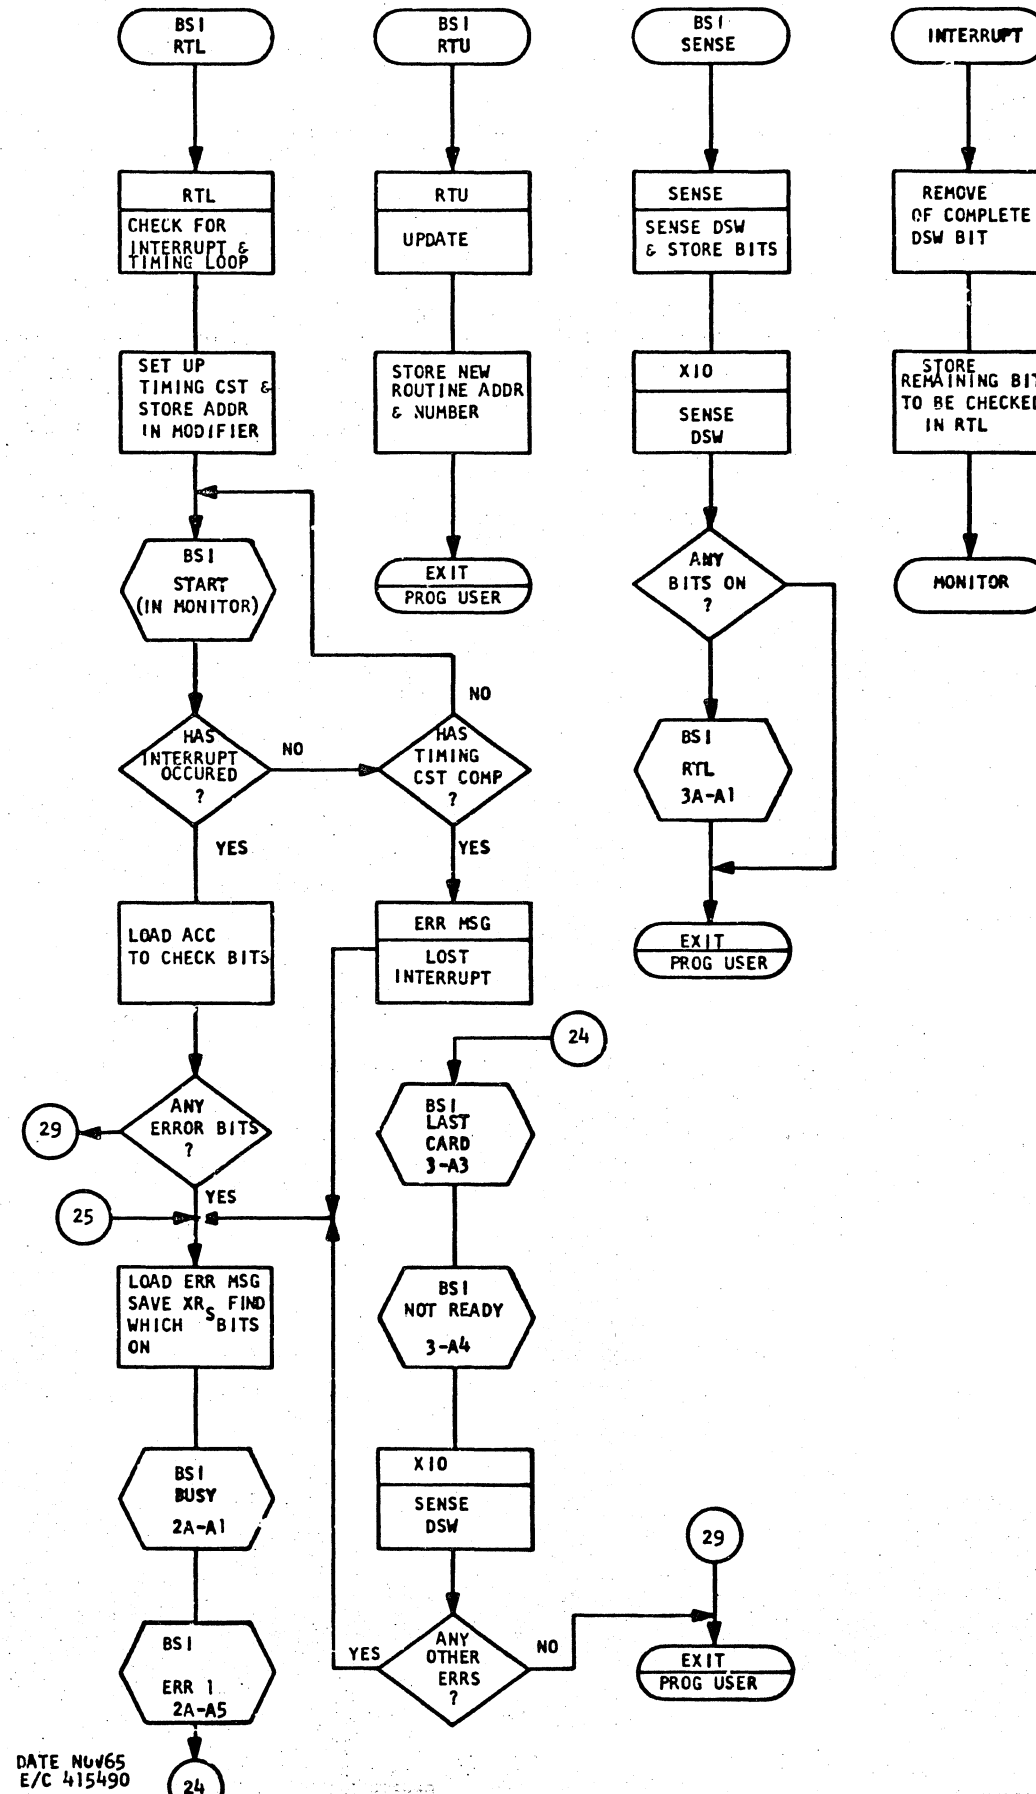 BSI
RTL
RTL
CHECK FOR
INTERRUPT &
TIMING LOOP
SET UP
TIMING CST &
STORE ADDR
IN MODIFIER
BSI
START
(IN MONITOR)
HAS
INTERRUPT
OCCURED
?
NO
YES
LOAD ACC
TO CHECK BITS
ANY
ERROR BITS
?
29
YES
25
LOAD ERR MSG
SAVE XRS FIND
WHICH BITS
ON
BSI
BUSY
2A-A1
BSI
ERR 1
2A-A5
24
DATE NOV65
E/C 415490
BSI
RTU
RTU
UPDATE
STORE NEW
ROUTINE ADDR
& NUMBER
EXIT
PROG USER
NO
HAS
TIMING
CST COMP
?
YES
ERR MSG
LOST
INTERRUPT
24
BSI
LAST
CARD
3-A3
BSI
NOT READY
3-A4
XIO
SENSE
DSW
ANY
OTHER
ERRS
?
YES
NO
29
EXIT
PROG USER
BSI
SENSE
SENSE
SENSE DSW
& STORE BITS
XIO
SENSE
DSW
ANY
BITS ON
?
BSI
RTL
3A-A1
EXIT
PROG USER
INTERRUPT
REMOVE
OF COMPLETE
DSW BIT
STORE
REMAINING BIT
TO BE CHECKED
IN RTL
MONITOR